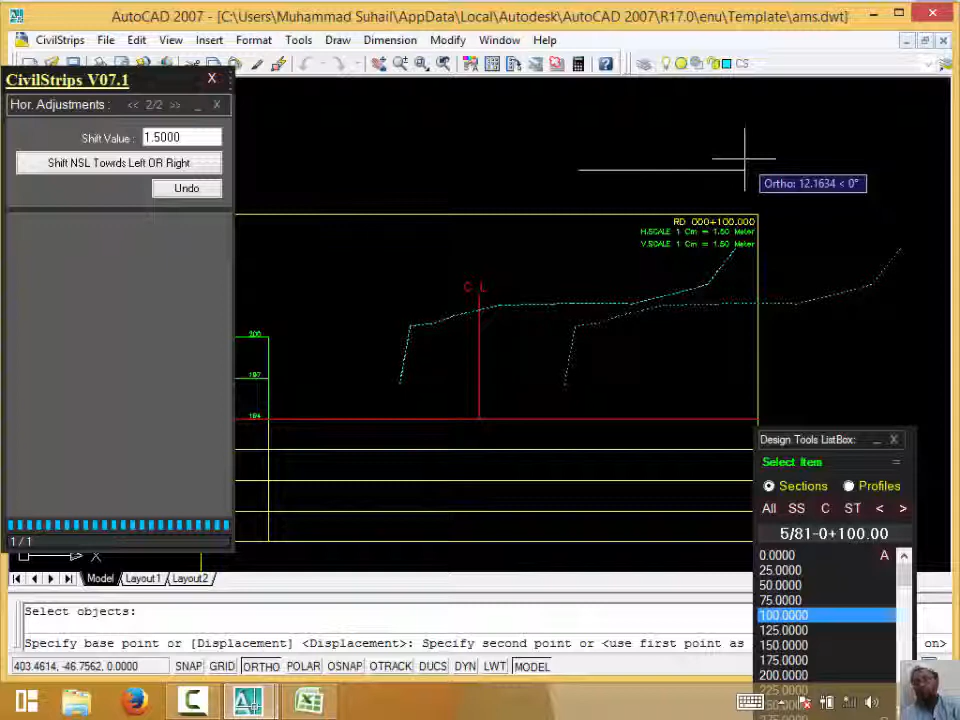 AutoCAD 2007 - [C:\Users\Muhammad Suhail\AppData\Local\Autodesk\AutoCAD 2007\R17.0\enu\Template\ams.dwt]
CivilStrips File Edit View Insert Format Tools Draw Dimension Modify Window Help
CS
CivilStrips V07.1 X
Hor. Adjustments : << 2/2 >> _ X
Shift Value : 1.5000
Shift NSL Towrds Left OR Right
Undo
1 / 1
Ortho: 12.1634 < 0°
RD 000+100.000
H.SCALE 1 Cm = 1.50 Meter
V.SCALE 1 Cm = 1.50 Meter
C L
200
197
194
X
Design Tools ListBox: _ X
Select Item =
Sections Profiles
All SS C ST < >
5/81-0+100.00
0.0000 A
25.0000
50.0000
75.0000
100.0000
125.0000
150.0000
175.0000
200.0000
225.0000
Model Layout1 Layout2
Select objects:
Specify base point or [Displacement] <Displacement>: Specify second point or <use first point as on>
403.4614, -46.7562, 0.0000 SNAP GRID ORTHO POLAR OSNAP OTRACK DUCS DYN LWT MODEL